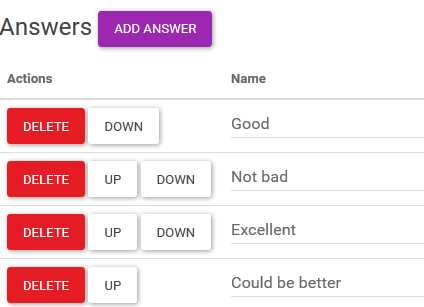 Answers ADD ANSWER
Actions Name
DELETE DOWN Good
DELETE UP DOWN Not bad
DELETE UP DOWN Excellent
DELETE UP Could be better